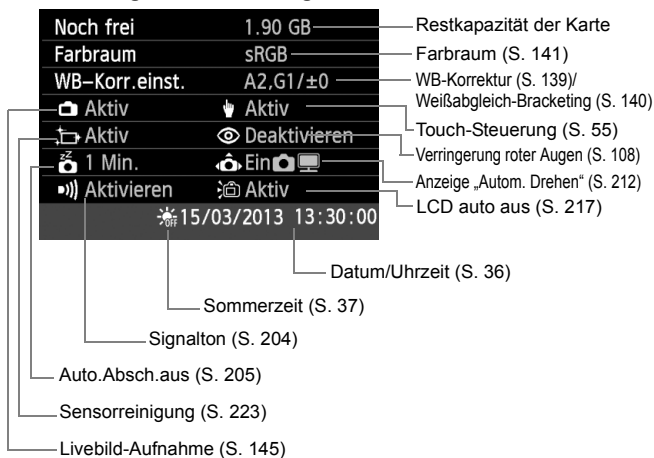 Noch frei 1.90 GB
Restkapazität der Karte
Farbraum sRGB
Farbraum (S. 141)
WB-Korr.einst. A2,G1/±0
WB-Korrektur (S. 139)/
Weißabgleich-Bracketing (S. 140)
Aktiv Aktiv
Touch-Steuerung (S. 55)
Aktiv Deaktivieren
Verringerung roter Augen (S. 108)
1 Min. Ein
Anzeige „Autom. Drehen“ (S. 212)
Aktivieren Aktiv
LCD auto aus (S. 217)
OFF 15/03/2013 13:30:00
Datum/Uhrzeit (S. 36)
Sommerzeit (S. 37)
Signalton (S. 204)
Auto.Absch.aus (S. 205)
Sensorreinigung (S. 223)
Livebild-Aufnahme (S. 145)